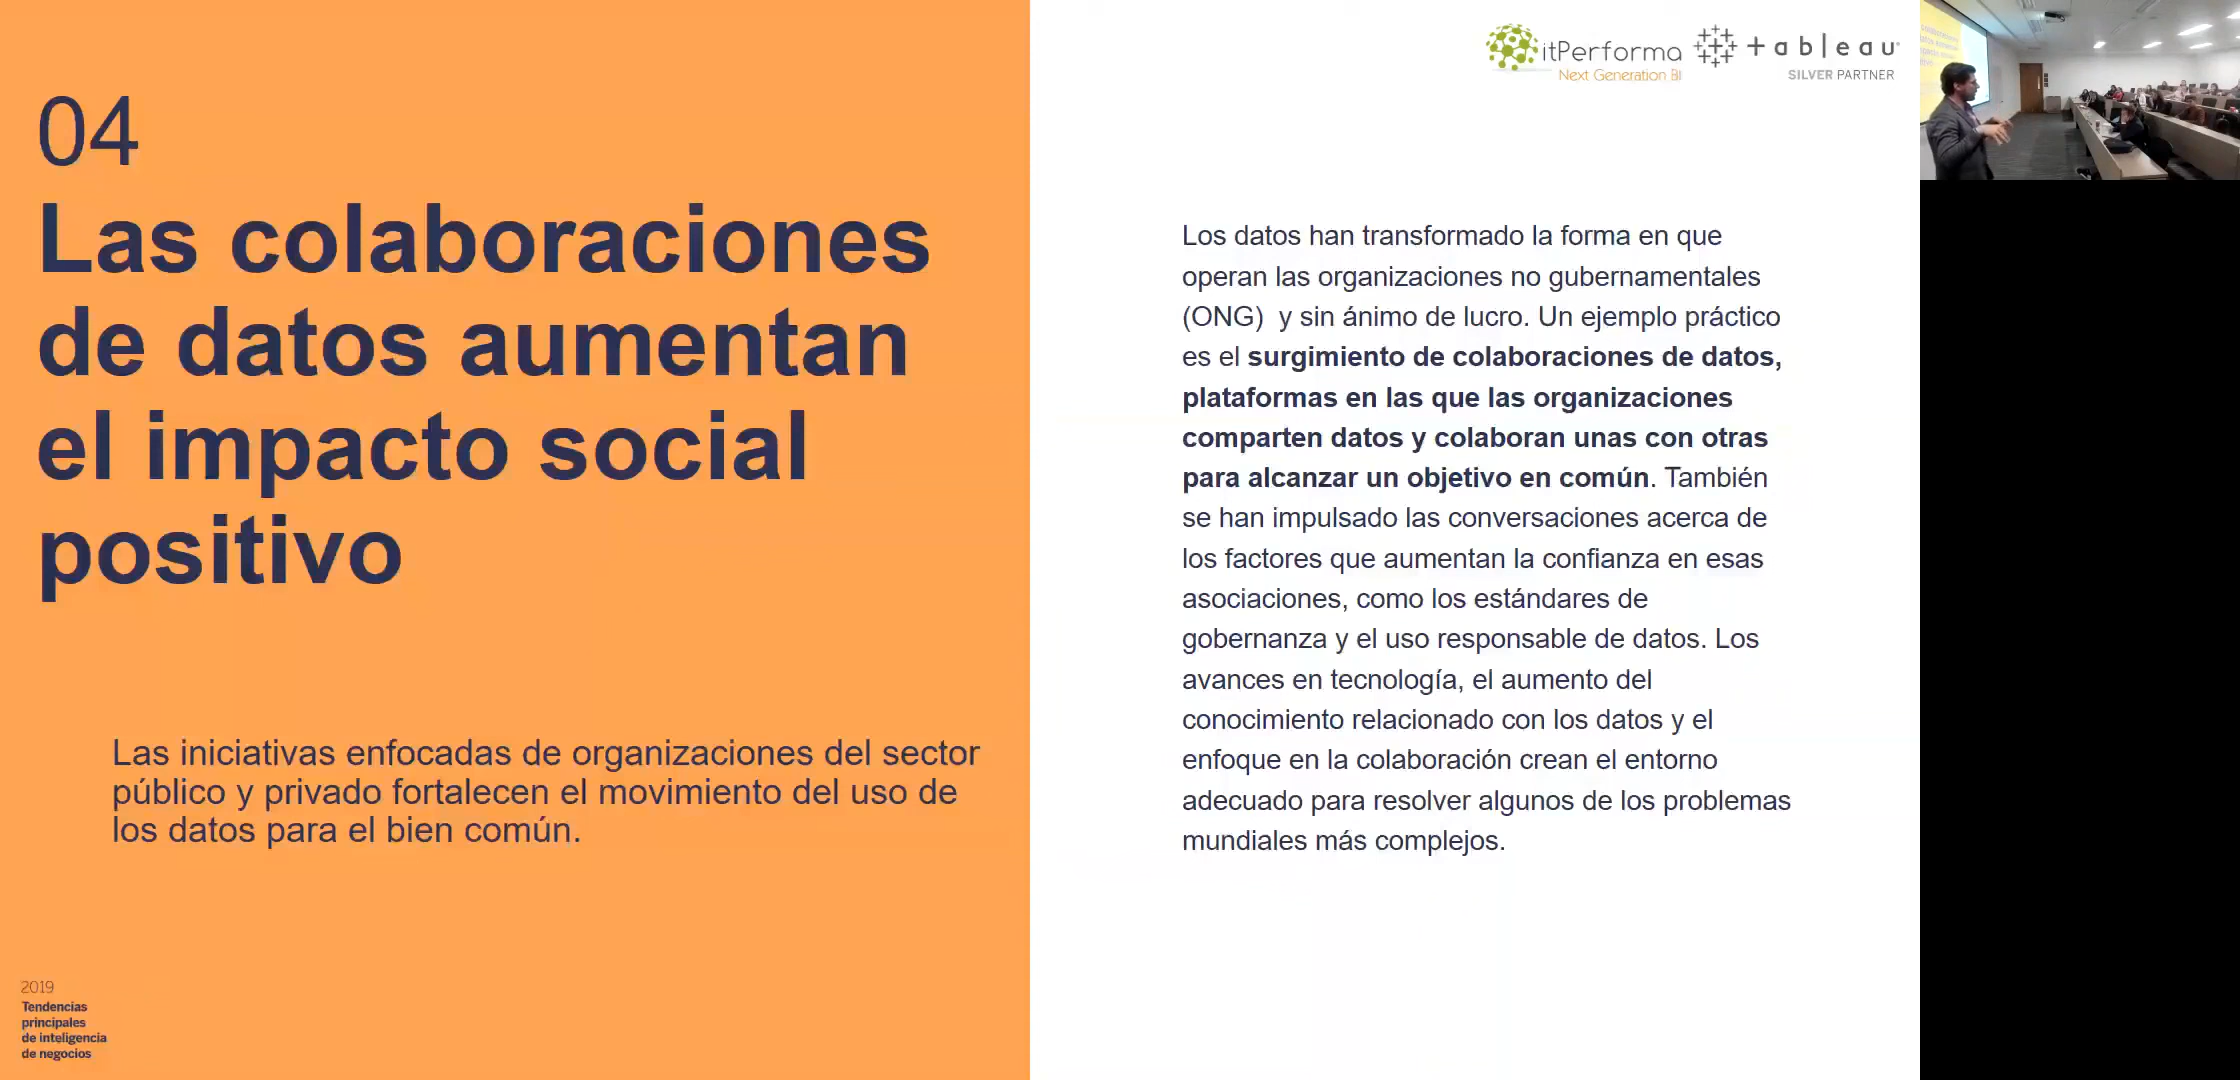 04
Las colaboraciones
de datos aumentan
el impacto social
positivo
Las iniciativas enfocadas de organizaciones del sector
público y privado fortalecen el movimiento del uso de
los datos para el bien común.
2019
Tendencias
principales
de inteligencia
de negocios
itPerforma
Next Generation BI
+ableau
SILVER PARTNER
Los datos han transformado la forma en que
operan las organizaciones no gubernamentales
(ONG)  y sin ánimo de lucro. Un ejemplo práctico
es el surgimiento de colaboraciones de datos,
plataformas en las que las organizaciones
comparten datos y colaboran unas con otras
para alcanzar un objetivo en común. También
se han impulsado las conversaciones acerca de
los factores que aumentan la confianza en esas
asociaciones, como los estándares de
gobernanza y el uso responsable de datos. Los
avances en tecnología, el aumento del
conocimiento relacionado con los datos y el
enfoque en la colaboración crean el entorno
adecuado para resolver algunos de los problemas
mundiales más complejos.